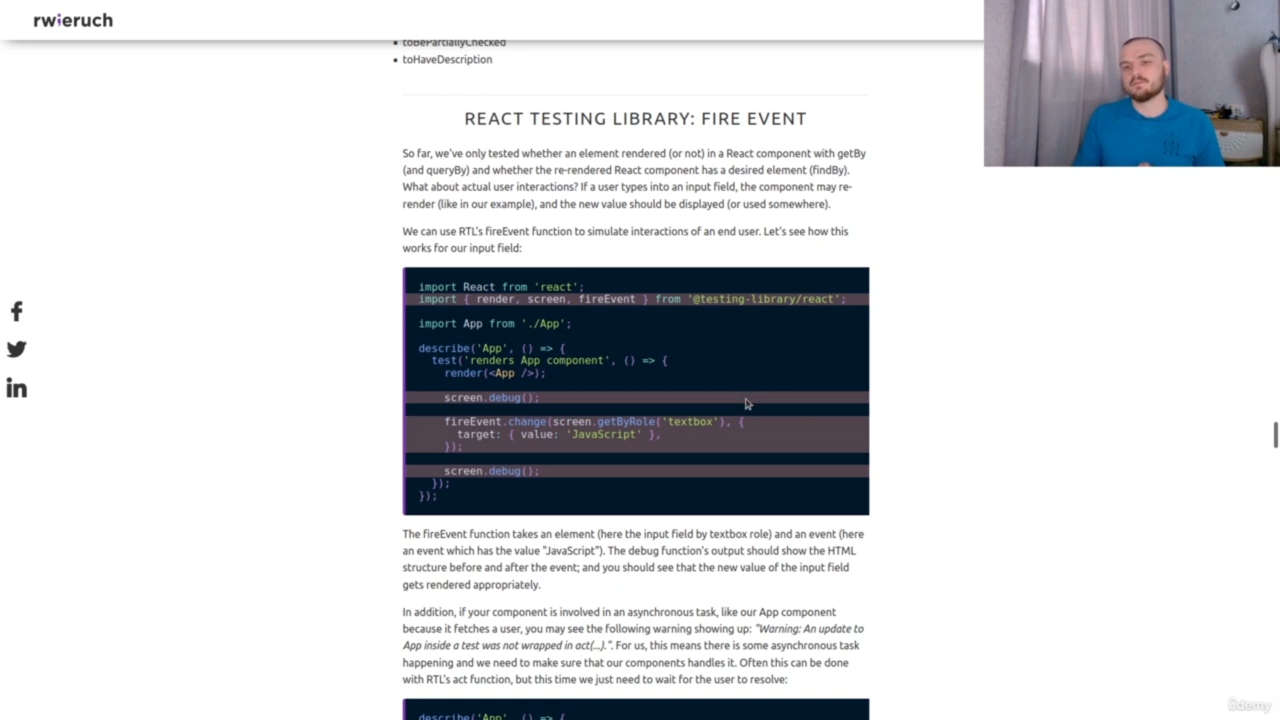 rwieruch
toBePartiallyChecked
toHaveDescription
REACT TESTING LIBRARY: FIRE EVENT
So far, we've only tested whether an element rendered (or not) in a React component with getBy
(and queryBy) and whether the re-rendered React component has a desired element (findBy).
What about actual user interactions? If a user types into an input field, the component may re-
render (like in our example), and the new value should be displayed (or used somewhere).
We can use RTL's fireEvent function to simulate interactions of an end user. Let's see how this
works for our input field:
import React from 'react';
import { render, screen, fireEvent } from '@testing-library/react';
import App from './App';
describe('App', () => {
test('renders App component', () => {
render(<App />);
screen.debug();
fireEvent.change(screen.getByRole('textbox'), {
target: { value: 'JavaScript' },
});
screen.debug();
});
});
The fireEvent function takes an element (here the input field by textbox role) and an event (here
an event which has the value "JavaScript"). The debug function's output should show the HTML
structure before and after the event; and you should see that the new value of the input field
gets rendered appropriately.
In addition, if your component is involved in an asynchronous task, like our App component
because it fetches a user, you may see the following warning showing up: "Warning: An update to
App inside a test was not wrapped in act(...).". For us, this means there is some asynchronous task
happening and we need to make sure that our components handles it. Often this can be done
with RTL's act function, but this time we just need to wait for the user to resolve:
describe('App', () => {
ûdemy